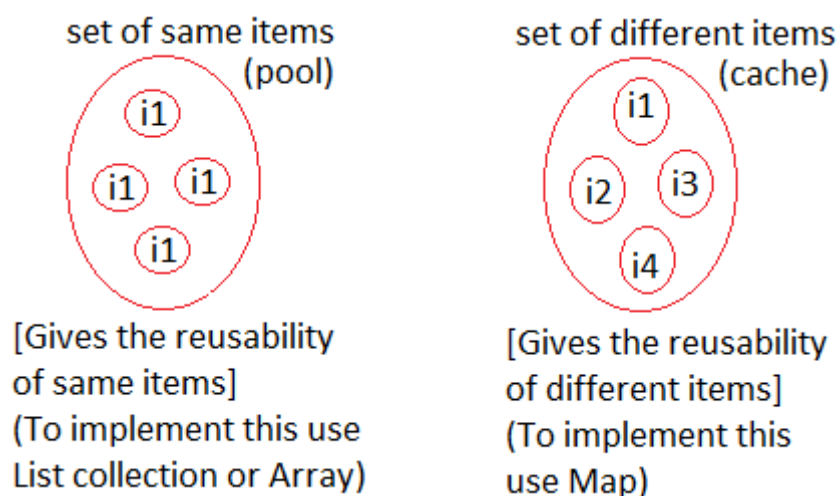 set of same items
(pool)
i1
i1
i1
i1
[Gives the reusability
of same items]
(To implement this use
List collection or Array)
set of different items
(cache)
i1
i2
i3
i4
[Gives the reusability
of different items]
(To implement this
use Map)